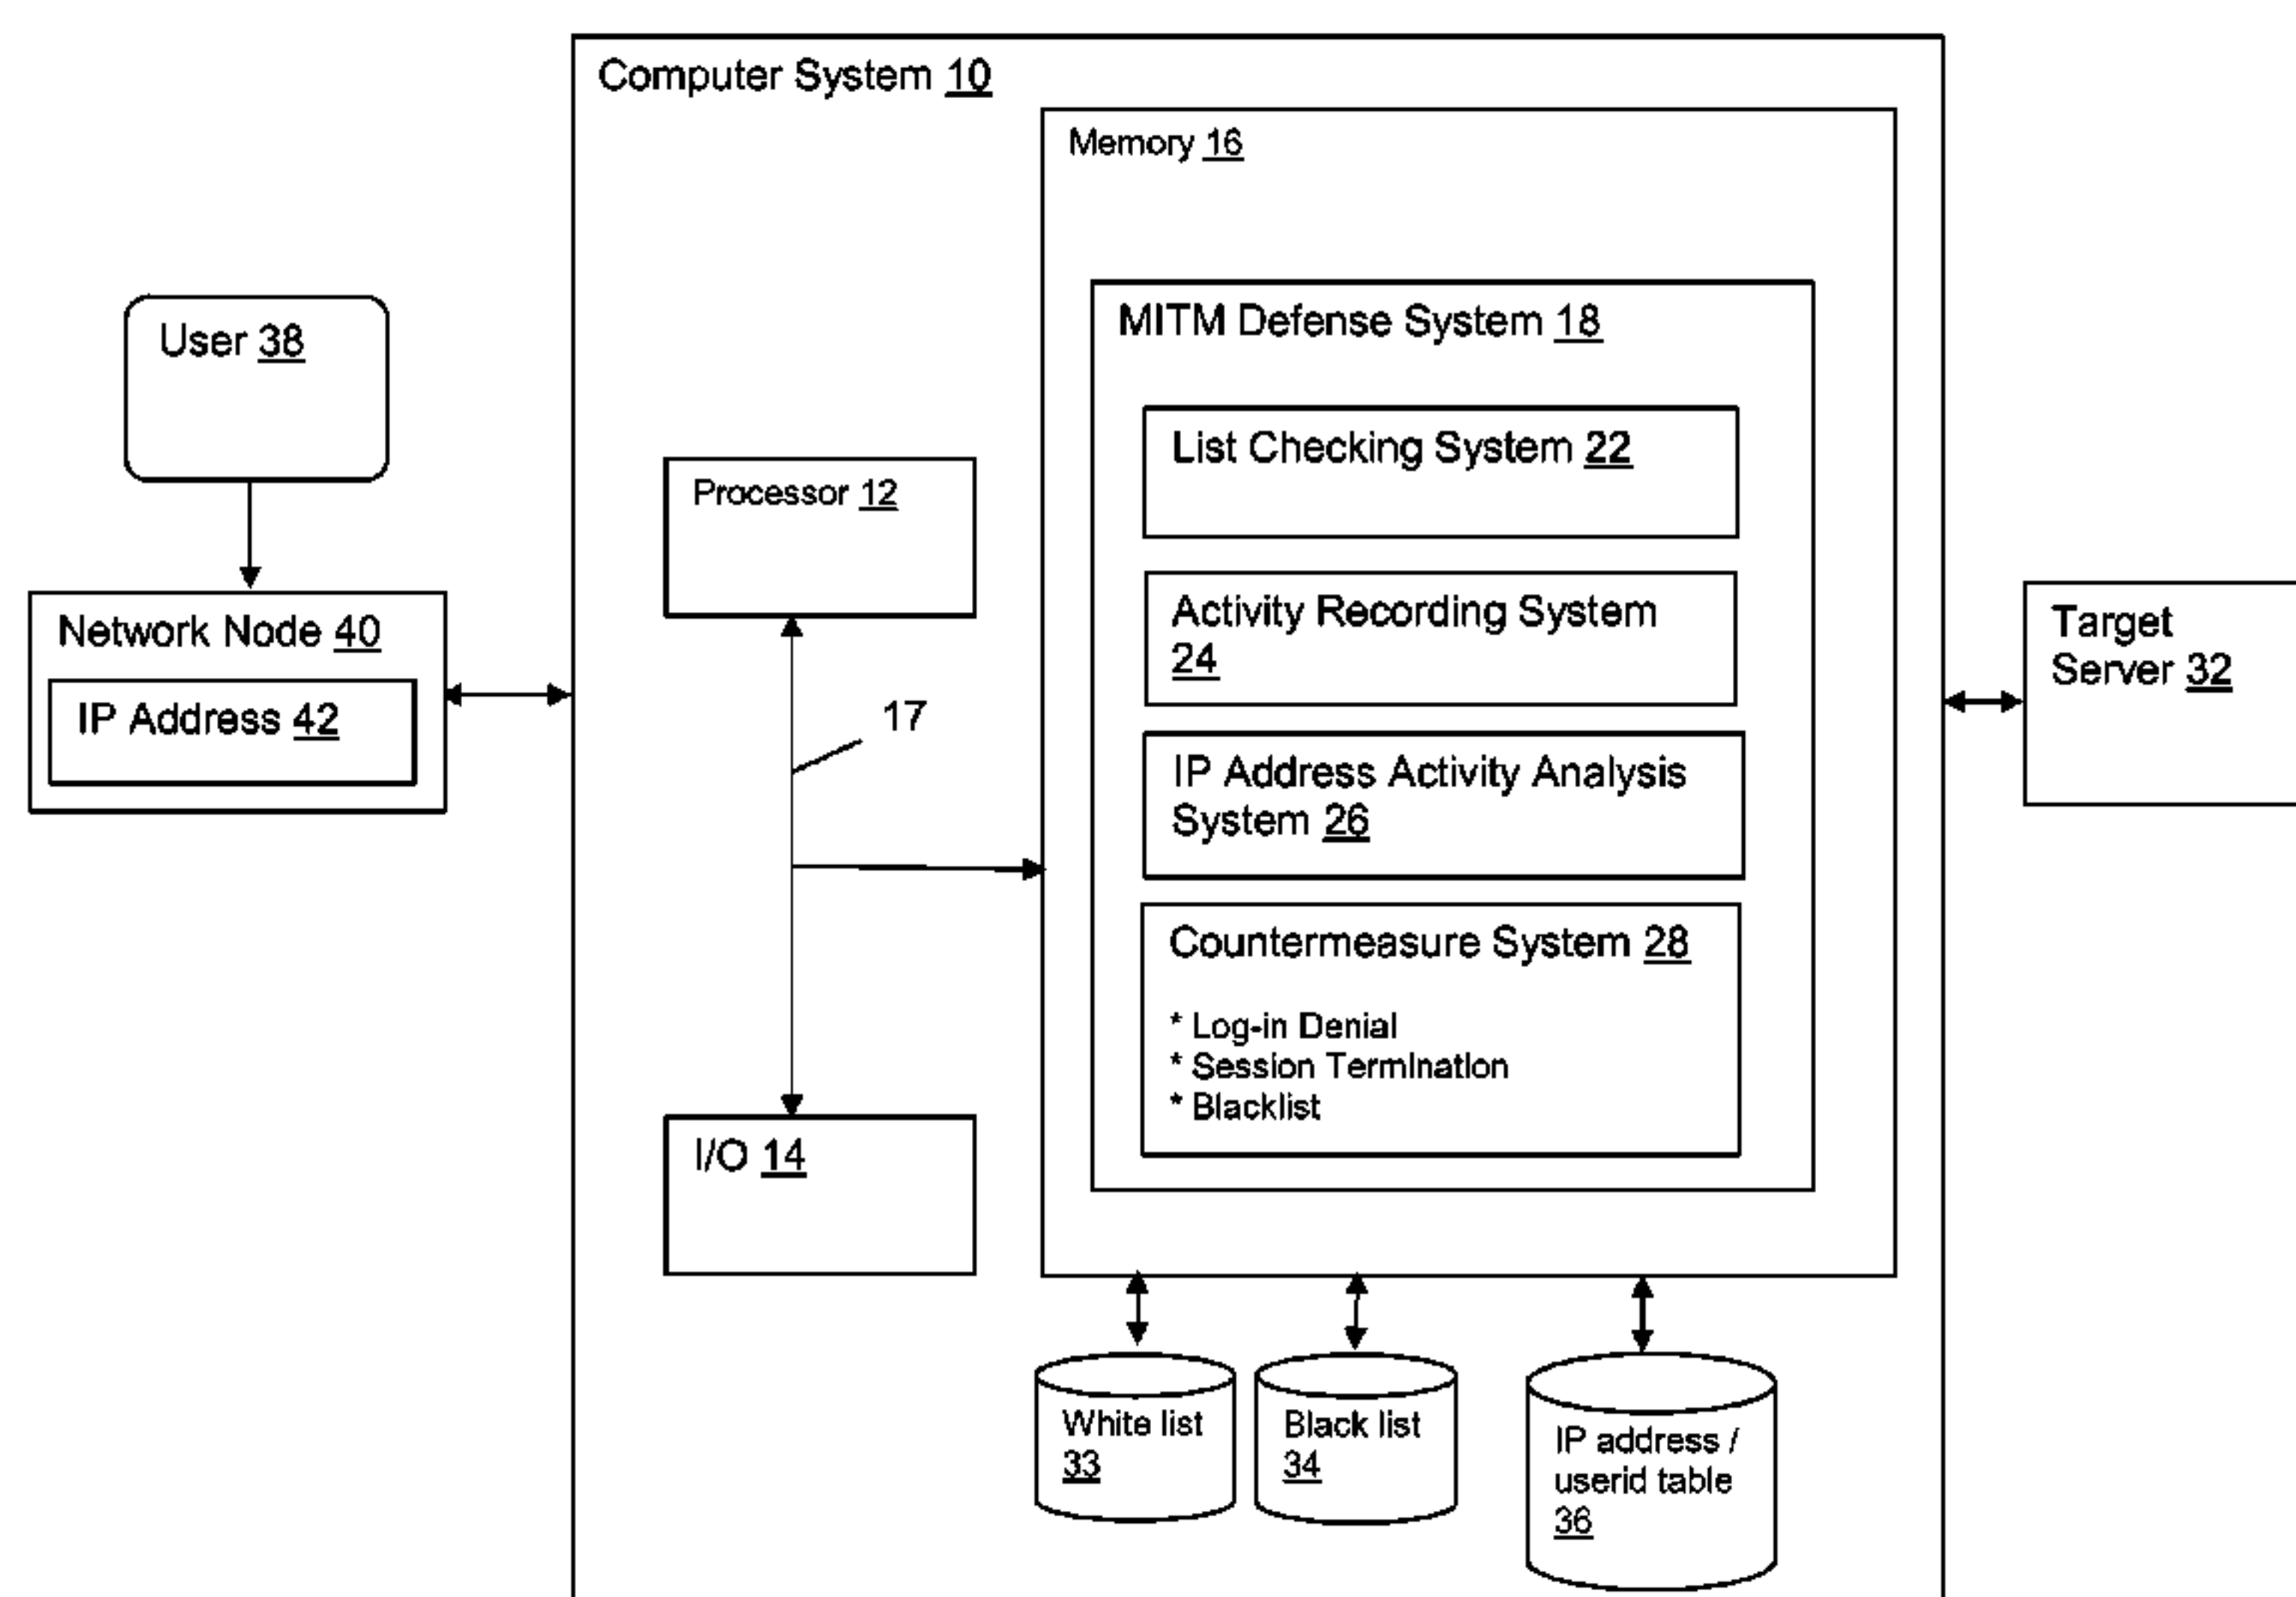 Computer System 10
Memory 16
User 38
MITM Defense System 18
List Checking System 22
Processor 12
Network Node 40
IP Address 42
Activity Recording System
24
17
Target
Server 32
IP Address Activity Analysis
System 26
Countermeasure System 28
* Log-in Denial
* Session Termination
* Blacklist
I/O 14
White list
33
Black list
34
IP address /
userid table
36